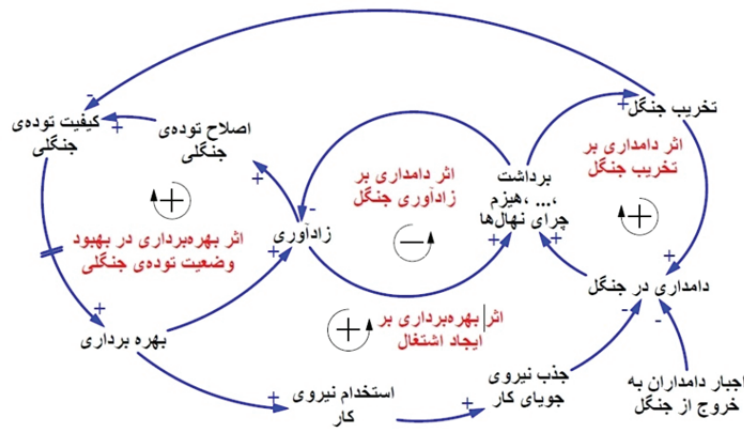 تخریب جنگل
کیفیت توده‌ی
جنگلی
اصلاح توده‌ی
جنگلی
اثر دامداری بر
تخریب جنگل
برداشت
هیزم، ...،
چرای نهال‌ها
اثر دامداری بر
زادآوری جنگل
زادآوری
اثر بهره‌برداری در بهبود
وضعیت توده‌ی جنگلی
دامداری در جنگل
اثر بهره‌برداری بر
ایجاد اشتغال
بهره برداری
جذب نیروی
جویای کار
اجبار دامداران به
خروج از جنگل
استخدام نیروی
کار